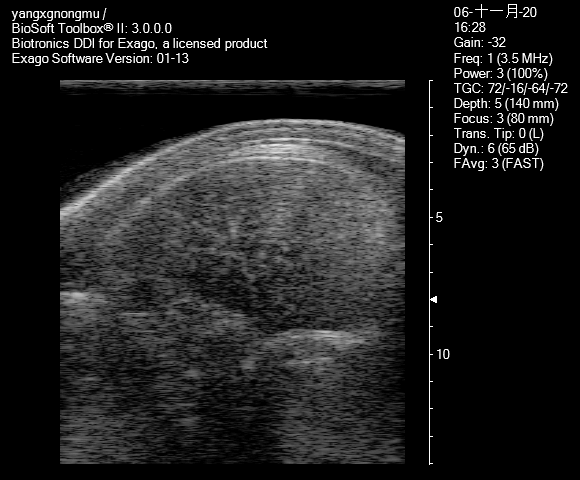 yangxgnongmu /
BioSoft Toolbox® II: 3.0.0.0
Biotronics DDI for Exago, a licensed product
Exago Software Version: 01-13
06-十一月-20
16:28
Gain: -32
Freq: 1 (3.5 MHz)
Power: 3 (100%)
TGC: 72/-16/-64/-72
Depth: 5 (140 mm)
Focus: 3 (80 mm)
Trans. Tip: 0 (L)
Dyn.: 6 (65 dB)
FAvg: 3 (FAST)
5
10